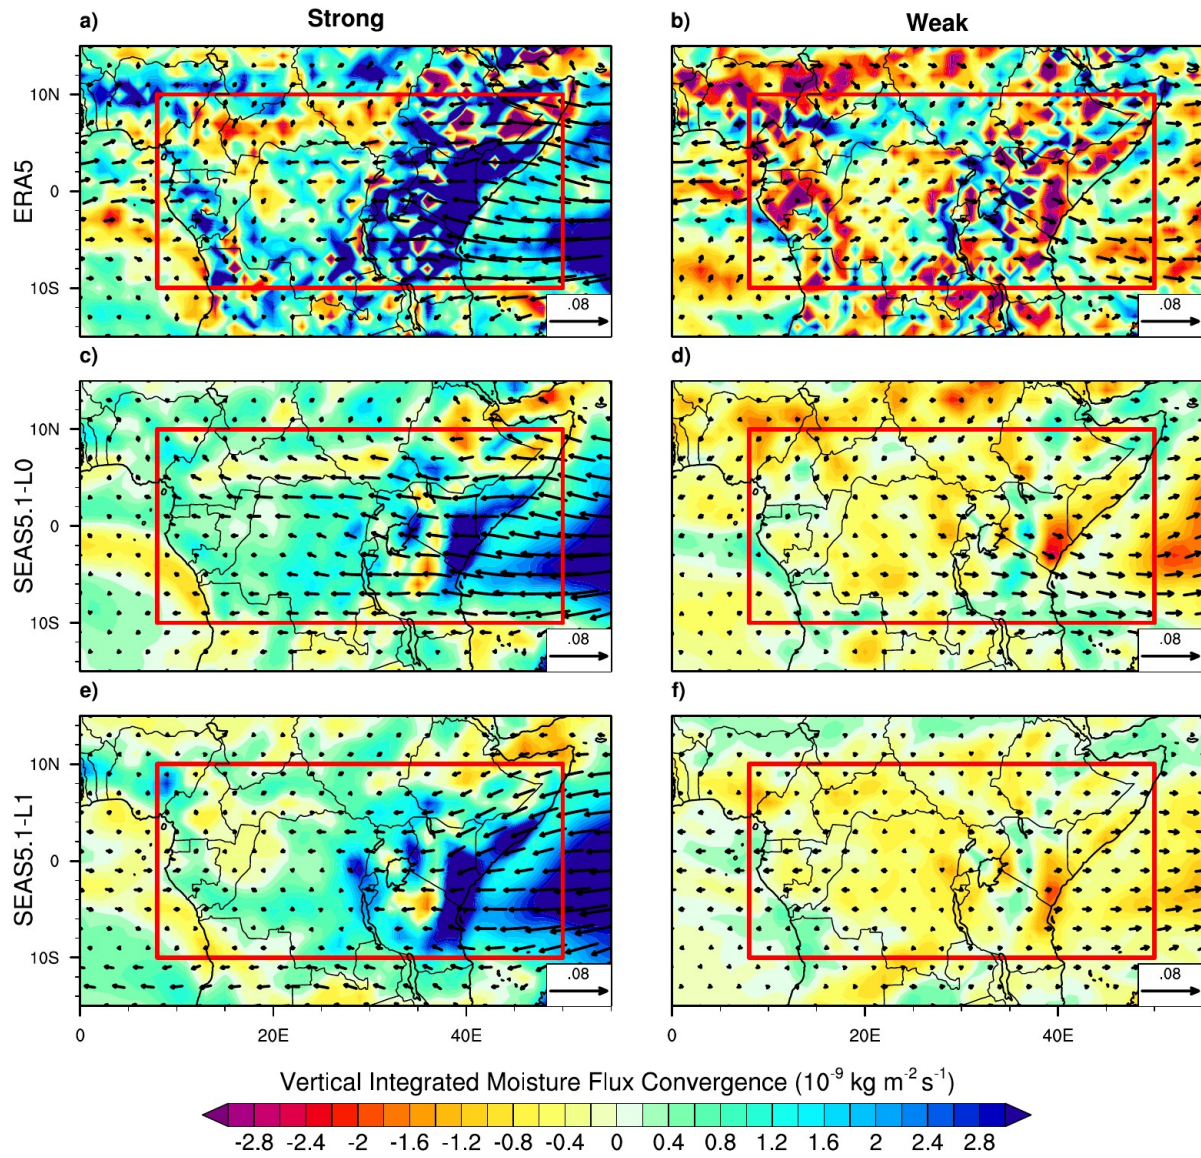 a) Strong b) Weak
10N
ERA5
0
10S
.08 .08
c) d)
10N
SEAS5.1-L0
0
10S
.08 .08
e) f)
10N
SEAS5.1-L1
0
10S
.08 .08
0 20E 40E 0 20E 40E
Vertical Integrated Moisture Flux Convergence (10⁻⁹ kg m⁻² s⁻¹)
-2.8 -2.4 -2 -1.6 -1.2 -0.8 -0.4 0 0.4 0.8 1.2 1.6 2 2.4 2.8